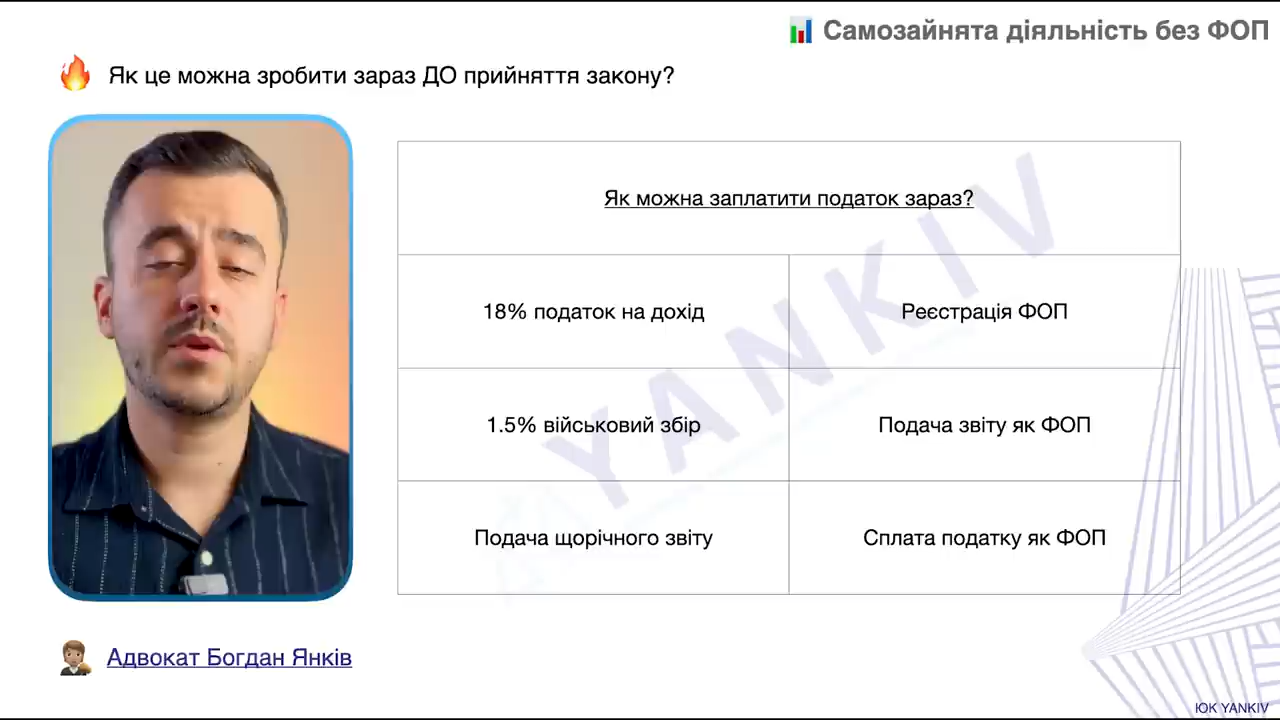 Самозайнята діяльність без ФОП
Як це можна зробити зараз ДО прийняття закону?
Як можна заплатити податок зараз?
18% податок на дохід
Реєстрація ФОП
1.5% військовий збір
Подача звіту як ФОП
Подача щорічного звіту
Сплата податку як ФОП
YANKIV
Адвокат Богдан Янків
ЮК YANKIV